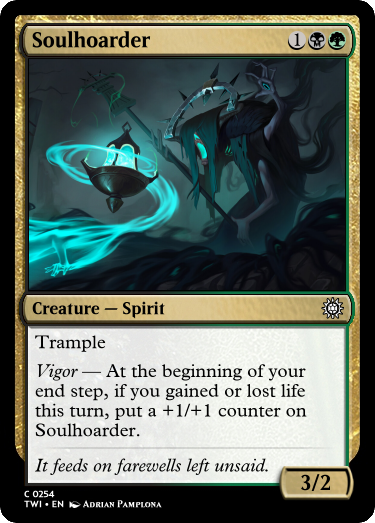 Soulhoarder 1
Creature — Spirit
Trample
Vigor — At the beginning of your
end step, if you gained or lost life
this turn, put a +1/+1 counter on
Soulhoarder.
It feeds on farewells left unsaid.
3/2
C 0254
TWI • EN Adrian Pamplona